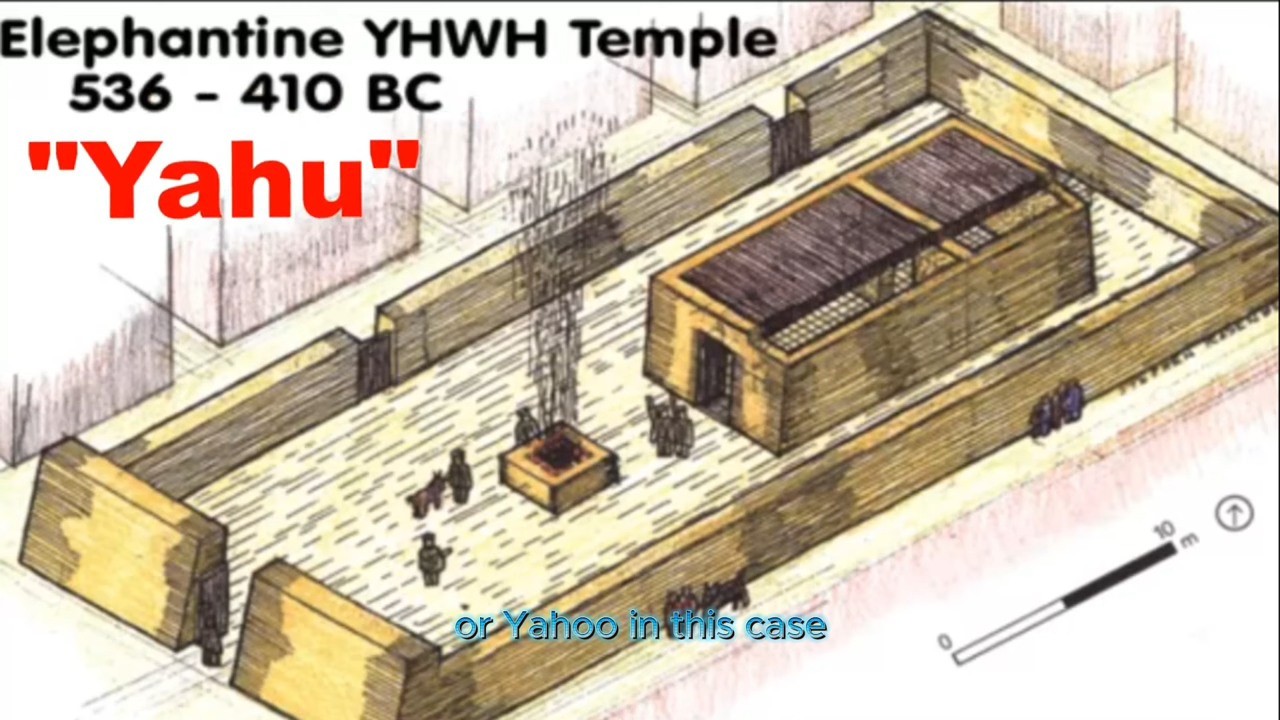 Elephantine YHWH Temple
536 - 410 BC
"Yahu"
10
m
0
or Yahoo in this case